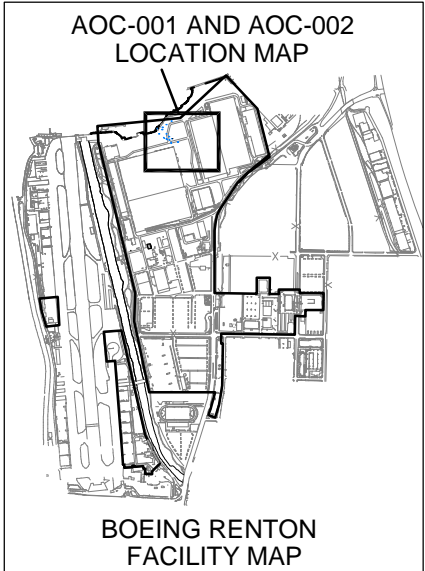 AOC-001 AND AOC-002
LOCATION MAP
BOEING RENTON
FACILITY MAP